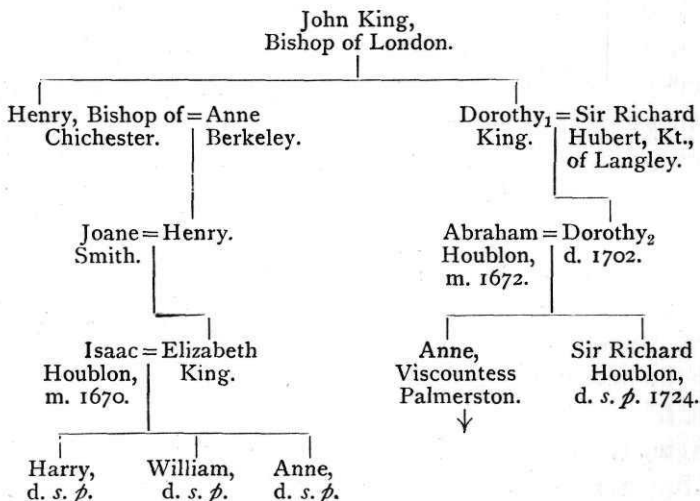 John King,
Bishop of London.
Henry, Bishop of = Anne
Chichester. Berkeley.
Dorothy₁ = Sir Richard
King. Hubert, Kt.,
of Langley.
Joane = Henry.
Smith.
Abraham = Dorothy₂
Houblon, d. 1702.
m. 1672.
Isaac = Elizabeth
Houblon, King.
m. 1670.
Anne,
Viscountess
Palmerston.
Sir Richard
Houblon,
d. s. p. 1724.
Harry,
d. s. p.
William,
d. s. p.
Anne,
d. s. p.